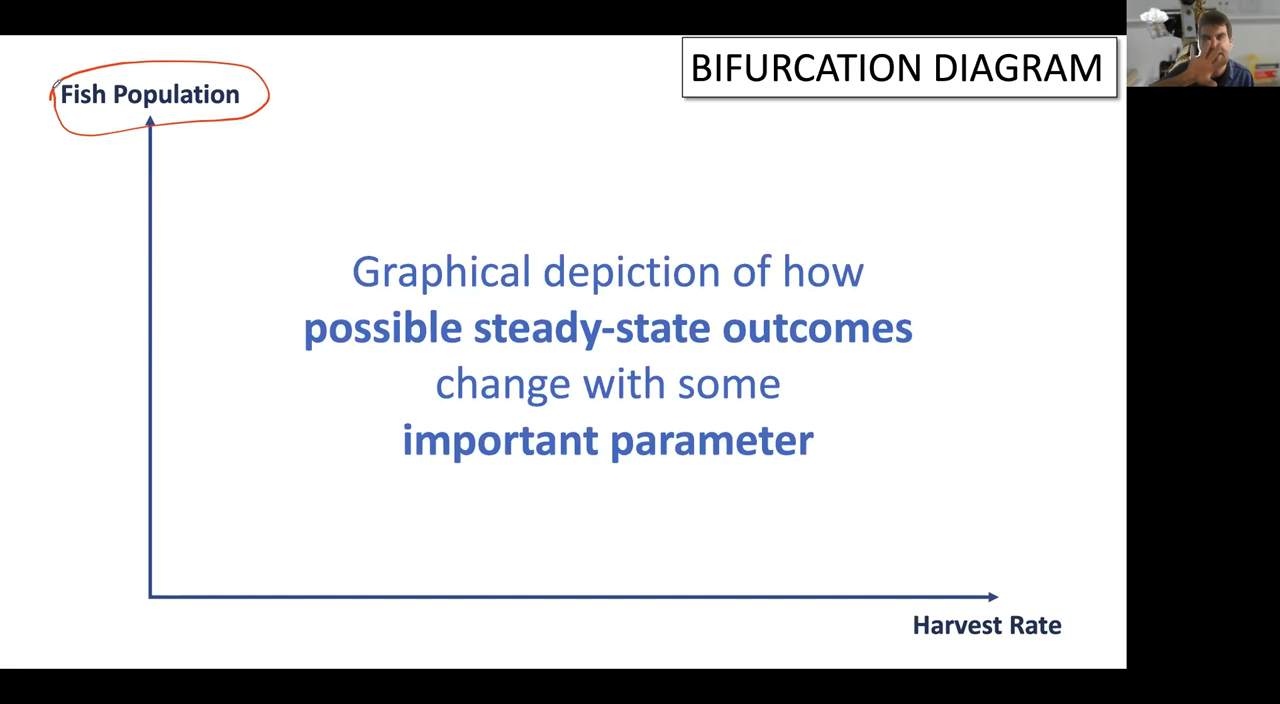 BIFURCATION DIAGRAM
Fish Population
Graphical depiction of how
possible steady-state outcomes
change with some
important parameter
Harvest Rate